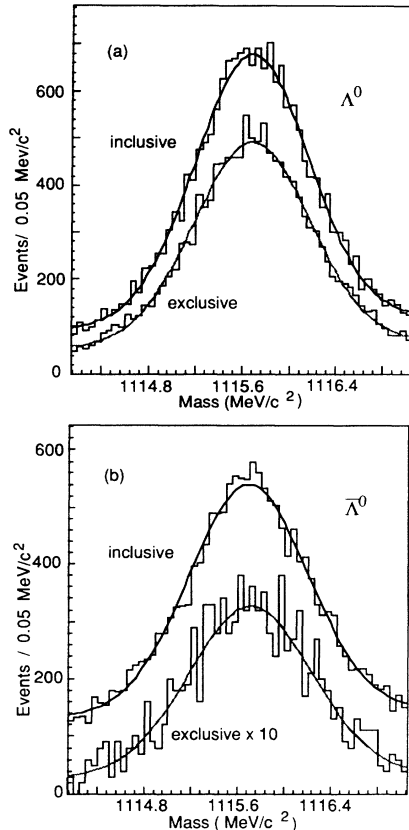 (a)
Λ⁰
inclusive
exclusive
Events/ 0.05 Mev/c²
600
400
200
0
1114.8 1115.6 1116.4
Mass (MeV/c ²)
(b)
Λ̅⁰
inclusive
exclusive x 10
Events / 0.05 MeV/c²
600
400
200
0
1114.8 1115.6 1116.4
Mass ( MeV/ c ²)